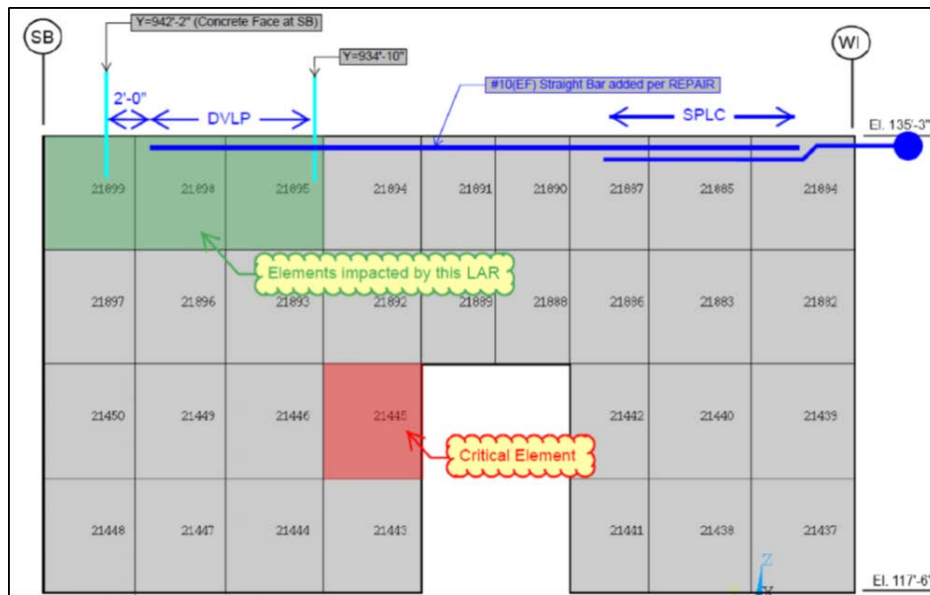 Y=942'-2" (Concrete Face at SB)
SB
WI
Y=934'-10"
#10(EF) Straight Bar added per REPAIR
2'-0"
DVLP
SPLC
El. 135'-3"
21899 21898 21895 21894 21891 21890 21887 21885 21884
Elements impacted by this LAR
21897 21896 21893 21892 21889 21888 21886 21883 21882
21450 21449 21446 21445 21442 21440 21439
Critical Element
21448 21447 21444 21443 21441 21438 21437
Z
El. 117'-6"